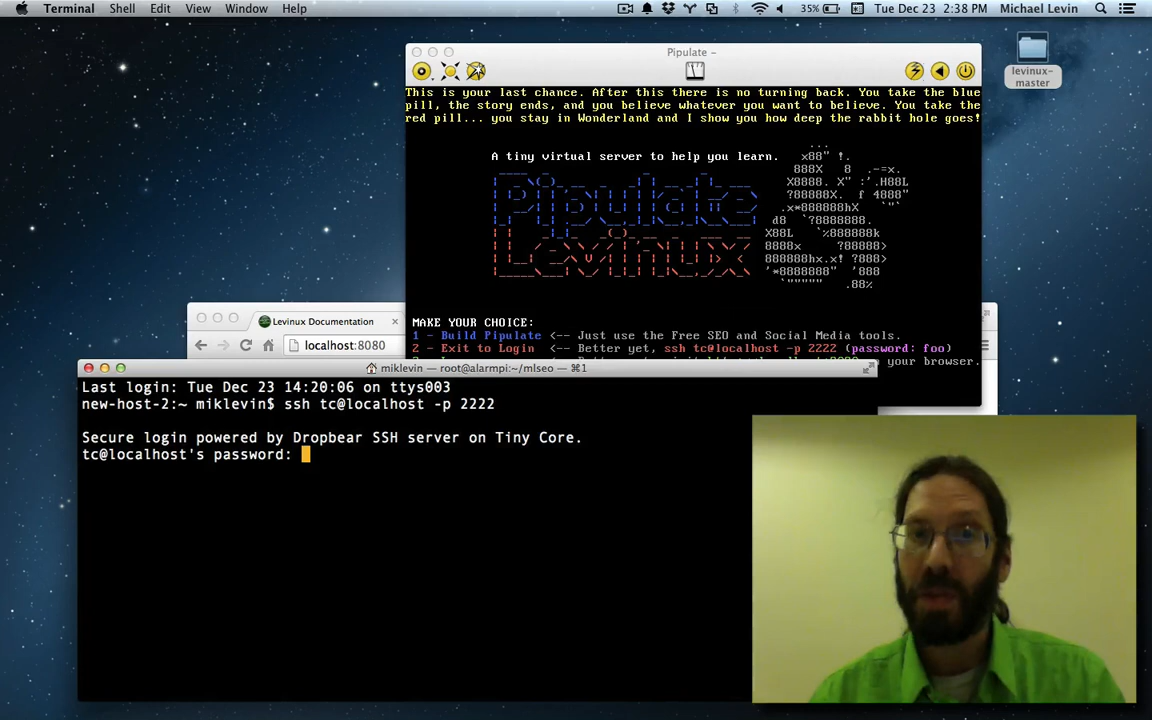 Terminal Shell Edit View Window Help 35% Tue Dec 23 2:38 PM Michael Levin
Pipulate –
levinux-
master
This is your last chance. After this there is no turning back. You take the blue
pill, the story ends, and you believe whatever you want to believe. You take the
red pill... you stay in Wonderland and I show you how deep the rabbit hole goes!
A tiny virtual server to help you learn.
Pipulate
Levinux
MAKE YOUR CHOICE:
1 - Build Pipulate <-- Just use the Free SEO and Social Media tools.
2 - Exit to Login <-- Better yet, ssh tc@localhost -p 2222 (password: foo)
your browser.
Levinux Documentation
localhost:8080
miklevin — root@alarmpi:~/mlseo — ⌘1
Last login: Tue Dec 23 14:20:06 on ttys003
new-host-2:~ miklevin$ ssh tc@localhost -p 2222
Secure login powered by Dropbear SSH server on Tiny Core.
tc@localhost's password: